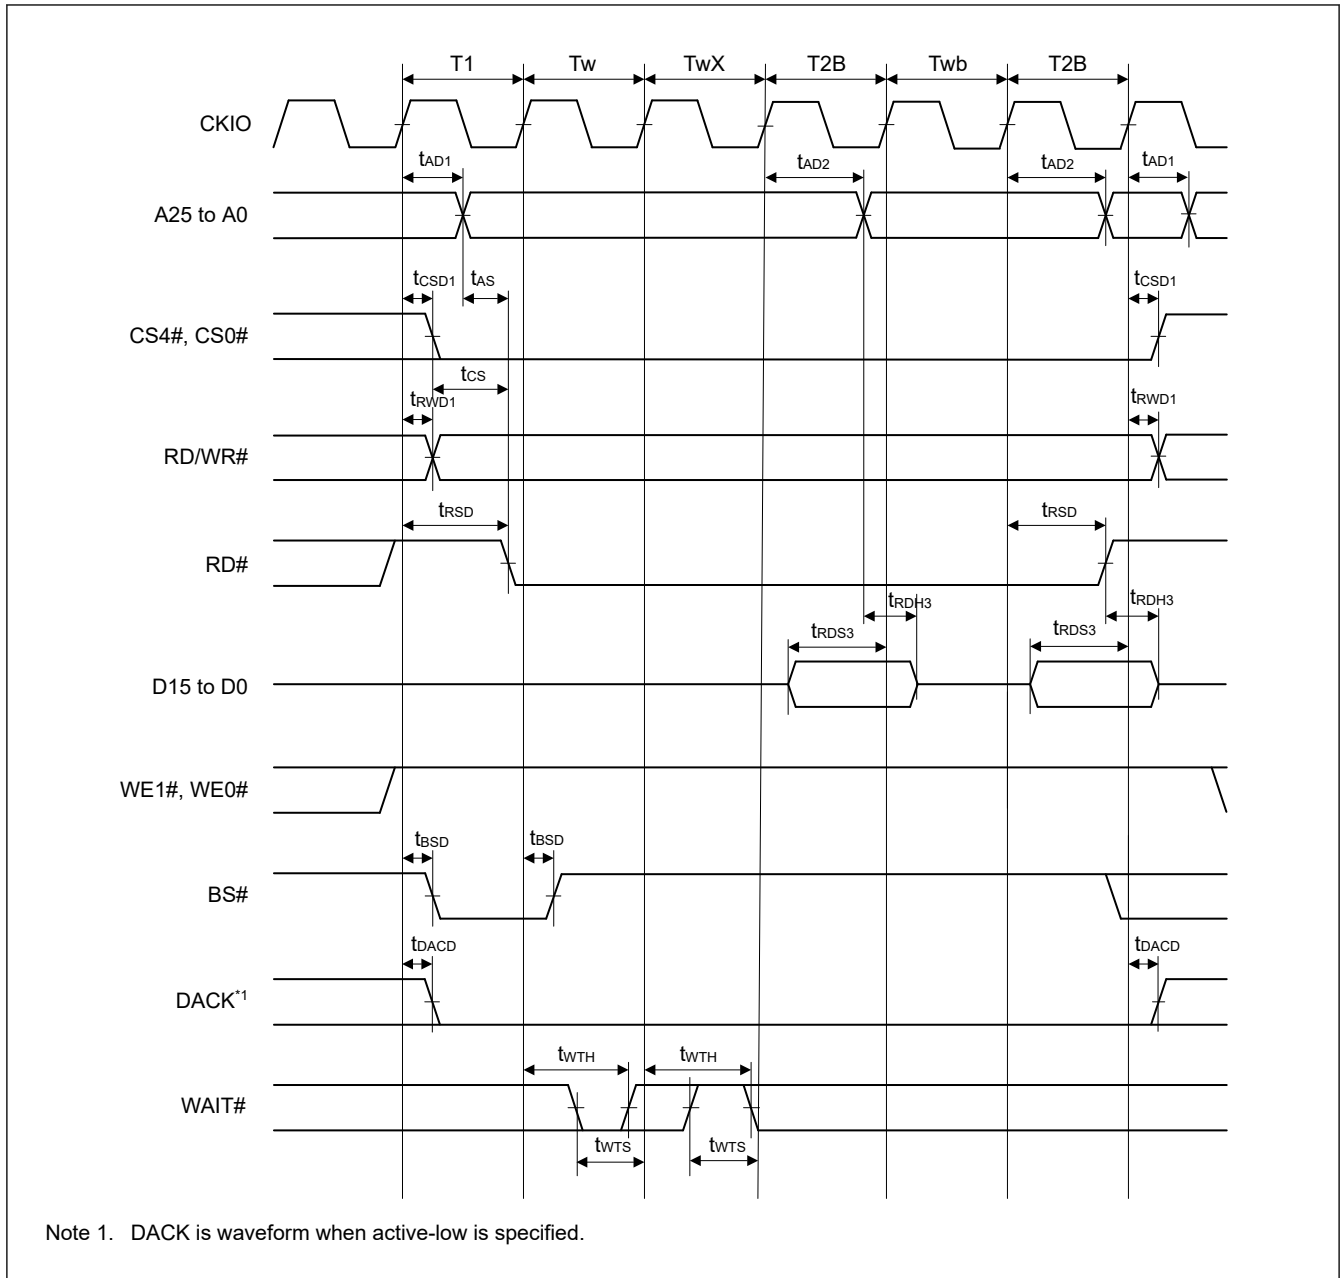 T1 Tw TwX T2B Twb T2B
CKIO
tAD1 tAD2 tAD2 tAD1
A25 to A0
tCSD1 tAS tCSD1
CS4#, CS0#
tCS
tRWD1 tRWD1
RD/WR#
tRSD tRSD
RD#
tRDH3 tRDH3
tRDS3 tRDS3
D15 to D0
WE1#, WE0#
tBSD tBSD
BS#
tDACD tDACD
DACK*1
tWTH tWTH
WAIT#
tWTS tWTS
Note 1. DACK is waveform when active-low is specified.